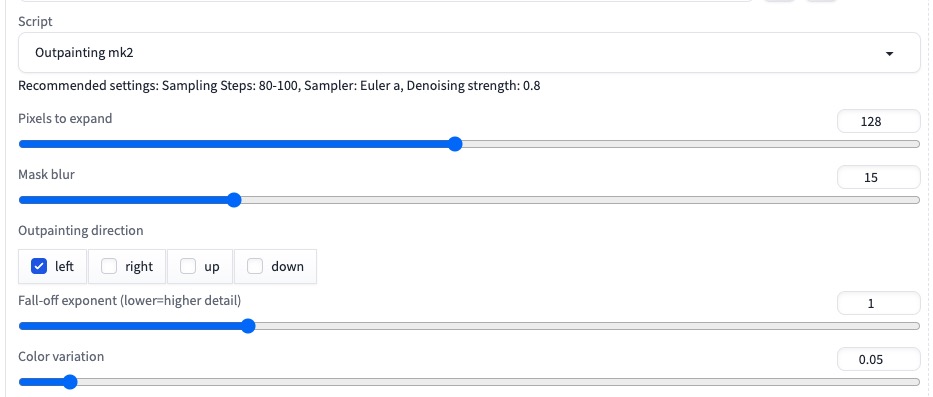 Script
Outpainting mk2
Recommended settings: Sampling Steps: 80-100, Sampler: Euler a, Denoising strength: 0.8
Pixels to expand
128
Mask blur
15
Outpainting direction
left right up down
Fall-off exponent (lower=higher detail)
1
Color variation
0.05